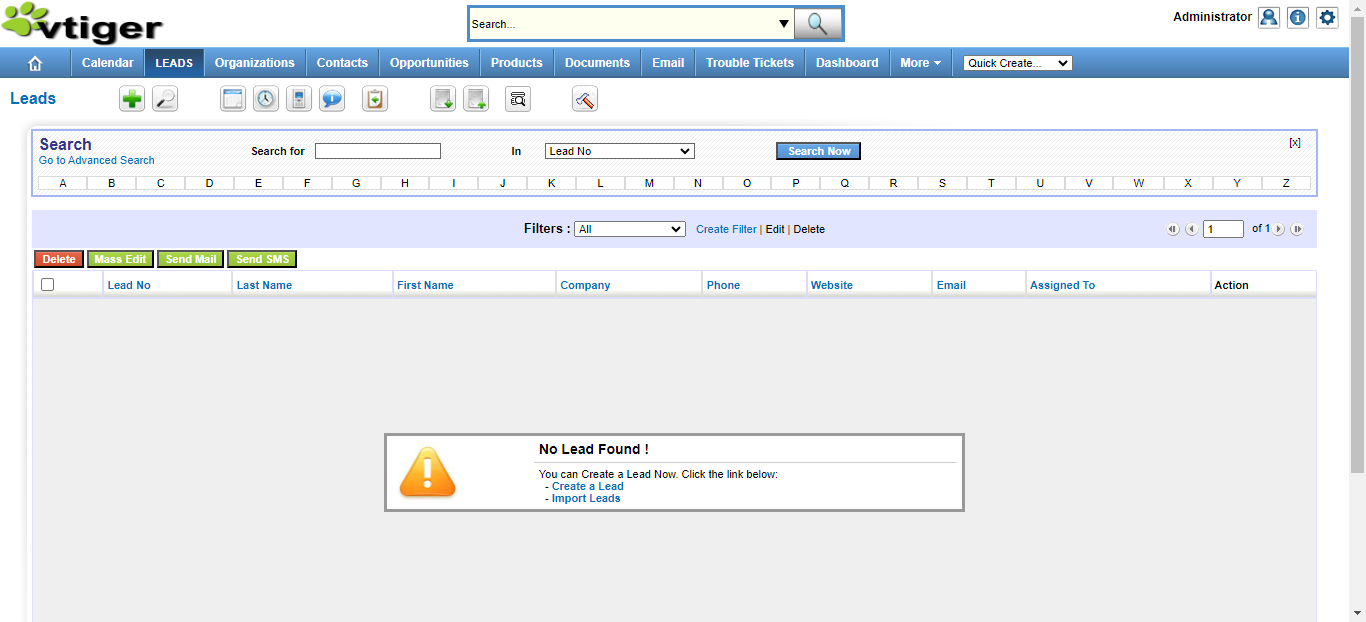 vtiger
Search...
Administrator
Calendar LEADS Organizations Contacts Opportunities Products Documents Email Trouble Tickets Dashboard More Quick Create...
Leads
Search
Go to Advanced Search
Search for In Lead No Search Now [x]
A B C D E F G H I J K L M N O P Q R S T U V W X Y Z
Filters : All Create Filter | Edit | Delete 1 of 1
Delete Mass Edit Send Mail Send SMS
Lead No Last Name First Name Company Phone Website Email Assigned To Action
No Lead Found !
You can Create a Lead Now. Click the link below:
- Create a Lead
- Import Leads